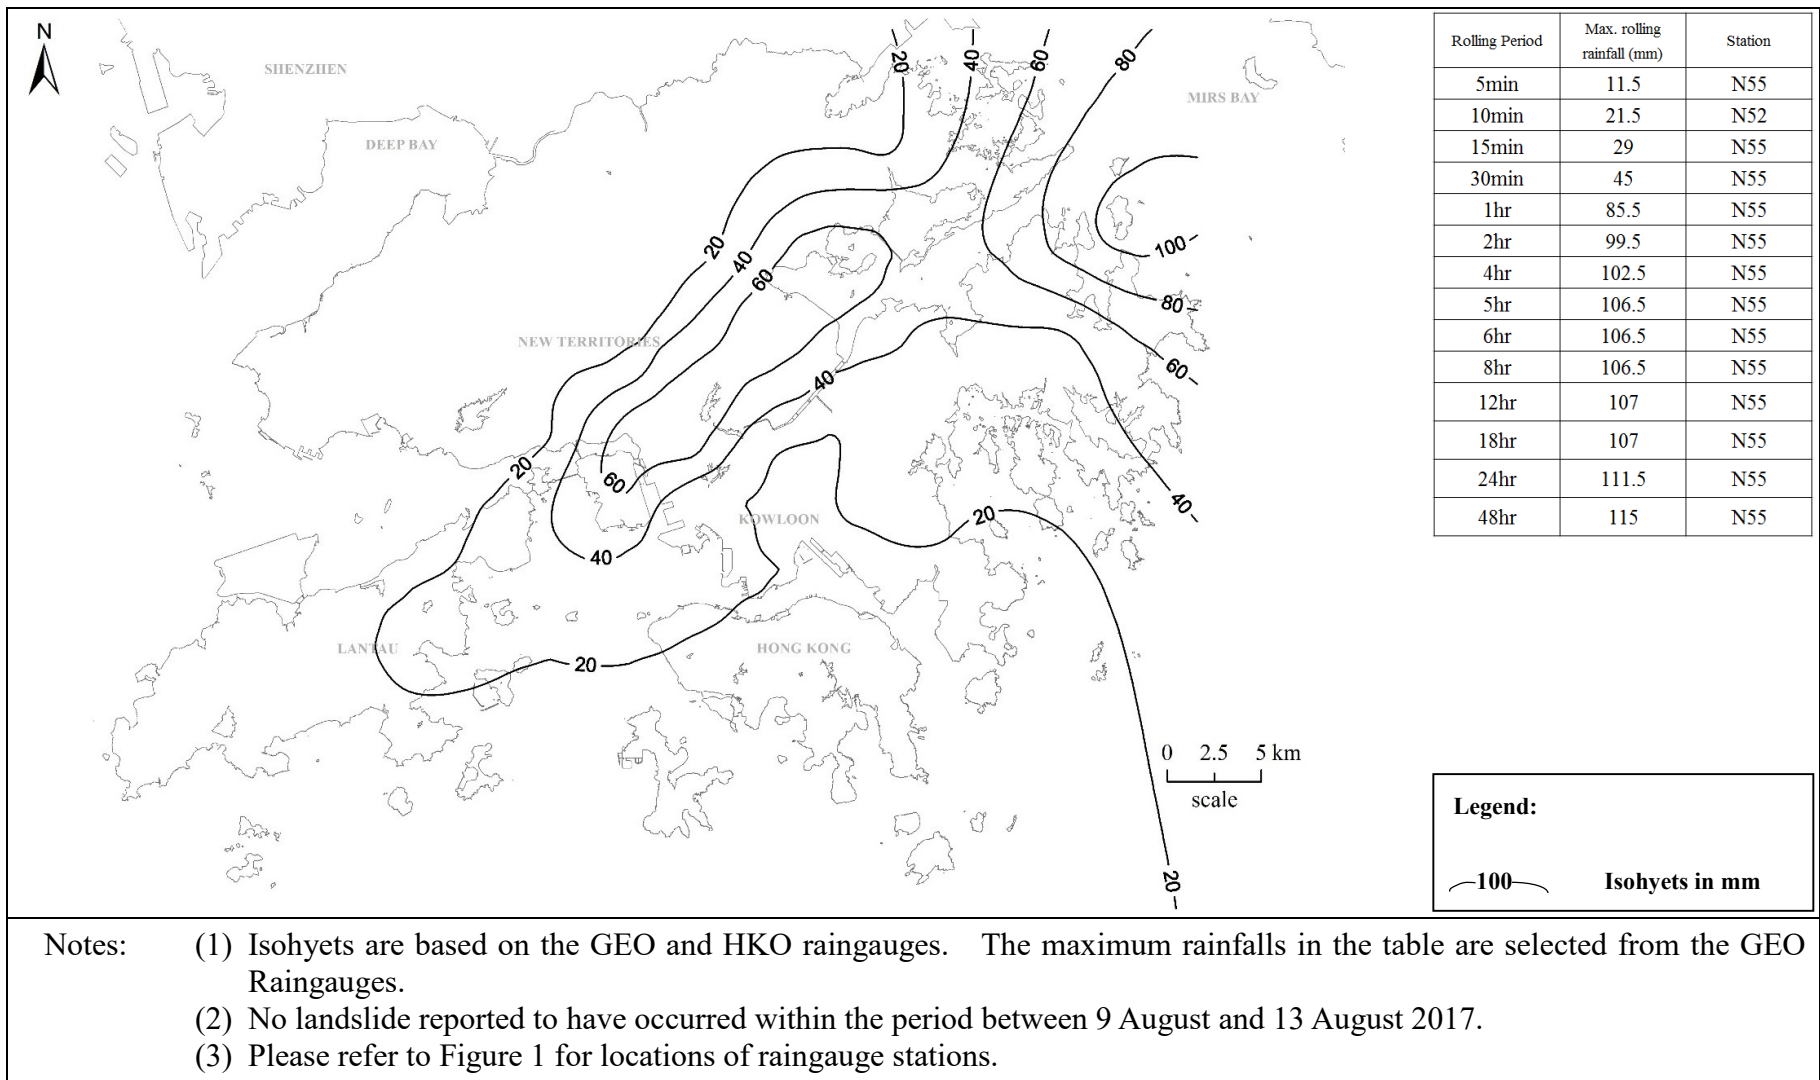 N
SHENZHEN
DEEP BAY
MIRS BAY
NEW TERRITORIES
KOWLOON
LANTAU
HONG KONG
20
40
60
80
100
80
60
40
20
40
60
20
40
20
60
40
20
20
20
0 2.5 5 km
scale
Rolling Period Max. rolling rainfall (mm) Station
5min 11.5 N55
10min 21.5 N52
15min 29 N55
30min 45 N55
1hr 85.5 N55
2hr 99.5 N55
4hr 102.5 N55
5hr 106.5 N55
6hr 106.5 N55
8hr 106.5 N55
12hr 107 N55
18hr 107 N55
24hr 111.5 N55
48hr 115 N55
Legend:
100 Isohyets in mm
Notes: (1) Isohyets are based on the GEO and HKO raingauges. The maximum rainfalls in the table are selected from the GEO
Raingauges.
(2) No landslide reported to have occurred within the period between 9 August and 13 August 2017.
(3) Please refer to Figure 1 for locations of raingauge stations.